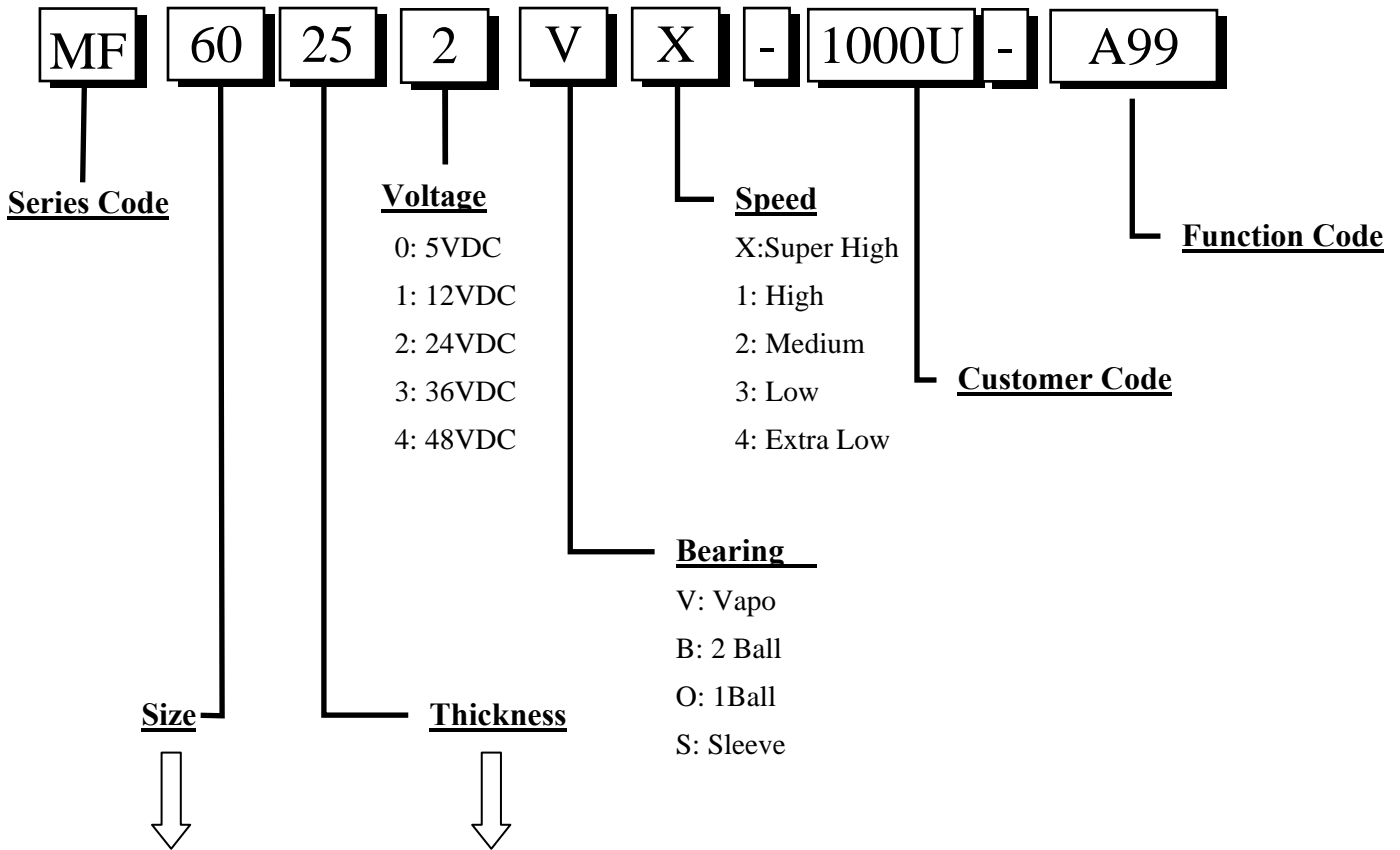 MF 60 25 2 V X - 1000U - A99
Series Code
Voltage
0: 5VDC
1: 12VDC
2: 24VDC
3: 36VDC
4: 48VDC
Speed
X:Super High
1: High
2: Medium
3: Low
4: Extra Low
Function Code
Customer Code
Bearing
V: Vapo
B: 2 Ball
O: 1Ball
S: Sleeve
Size
Thickness